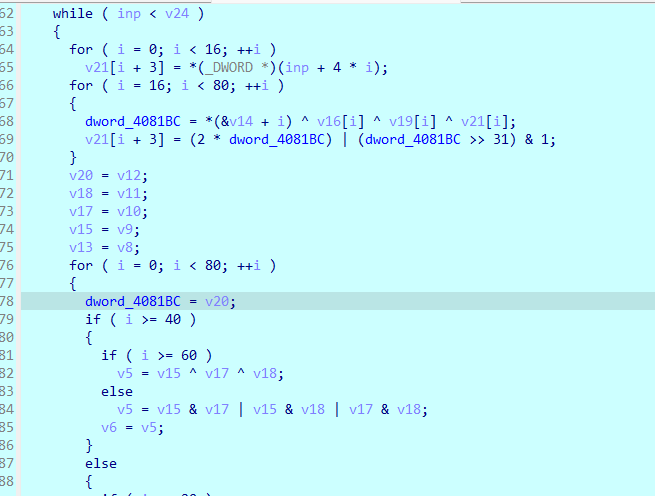 62 while ( inp < v24 )
63 {
64 for ( i = 0; i < 16; ++i )
65 v21[i + 3] = *(_DWORD *)(inp + 4 * i);
66 for ( i = 16; i < 80; ++i )
67 {
68 dword_4081BC = *(&v14 + i) ^ v16[i] ^ v19[i] ^ v21[i];
69 v21[i + 3] = (2 * dword_4081BC) | (dword_4081BC >> 31) & 1;
70 }
71 v20 = v12;
72 v18 = v11;
73 v17 = v10;
74 v15 = v9;
75 v13 = v8;
76 for ( i = 0; i < 80; ++i )
77 {
78 dword_4081BC = v20;
79 if ( i >= 40 )
80 {
81 if ( i >= 60 )
82 v5 = v15 ^ v17 ^ v18;
83 else
84 v5 = v15 & v17 | v15 & v18 | v17 & v18;
85 v6 = v5;
86 }
87 else
88 {